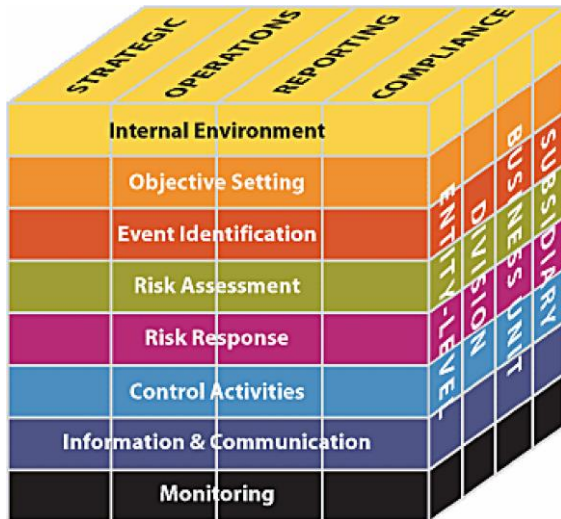 STRATEGIC
OPERATIONS
REPORTING
COMPLIANCE
Internal Environment
Objective Setting
Event Identification
Risk Assessment
Risk Response
Control Activities
Information & Communication
Monitoring
ENTITY-LEVEL
DIVISION
BUSINESS UNIT
SUBSIDIARY